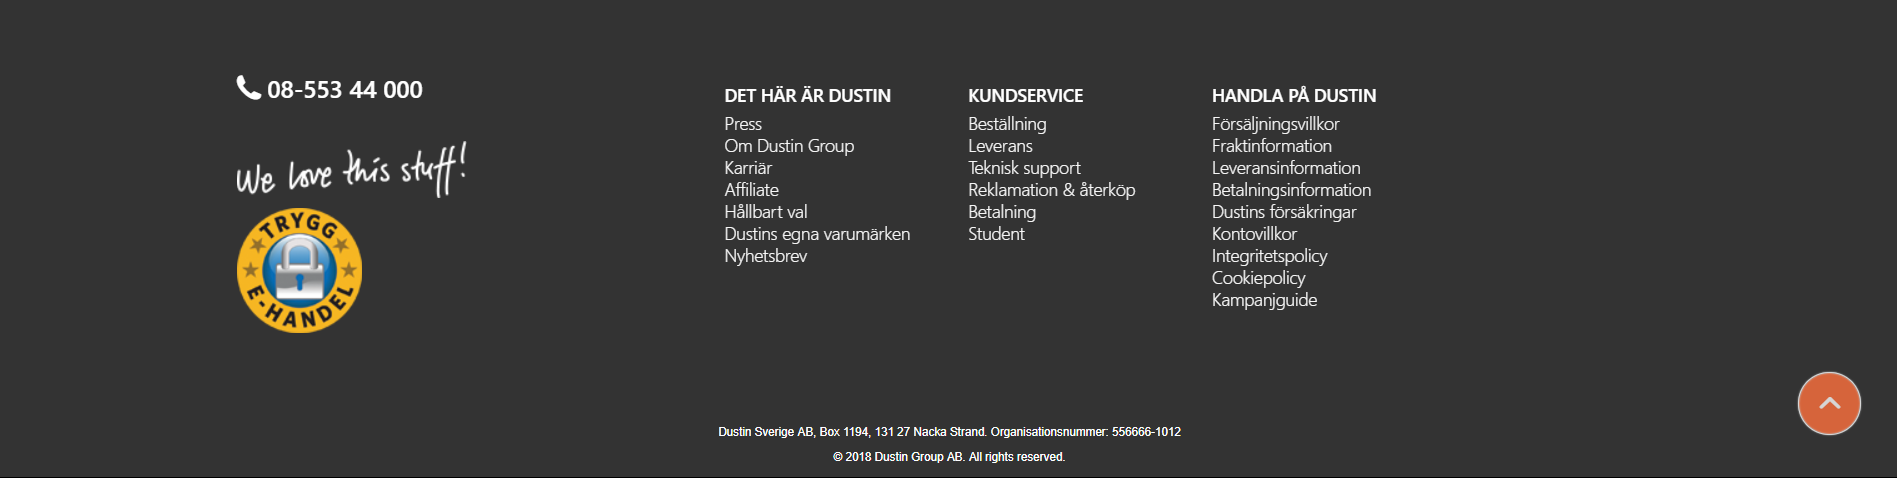 08-553 44 000
We love this stuff!
TRYGG
E-HANDEL
DET HÄR ÄR DUSTIN
Press
Om Dustin Group
Karriär
Affiliate
Hållbart val
Dustins egna varumärken
Nyhetsbrev
KUNDSERVICE
Beställning
Leverans
Teknisk support
Reklamation & återköp
Betalning
Student
HANDLA PÅ DUSTIN
Försäljningsvillkor
Fraktinformation
Leveransinformation
Betalningsinformation
Dustins försäkringar
Kontovillkor
Integritetspolicy
Cookiepolicy
Kampanjguide
Dustin Sverige AB, Box 1194, 131 27 Nacka Strand. Organisationsnummer: 556666-1012
© 2018 Dustin Group AB. All rights reserved.